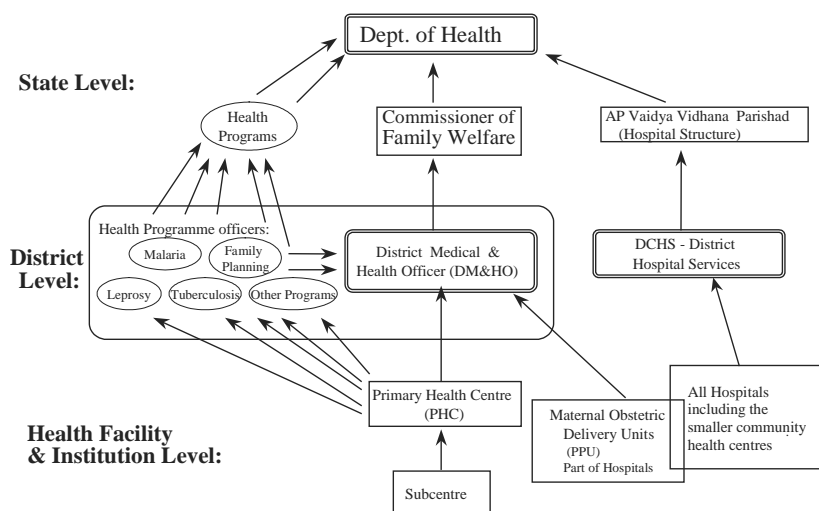 Dept. of Health
State Level:
Health
Programs
Commissioner of
Family Welfare
AP Vaidya Vidhana Parishad
(Hospital Structure)
Health Programme officers:
Malaria
Family
Planning
District
Level:
District Medical &
Health Officer (DM&HO)
DCHS - District
Hospital Services
Leprosy
Tuberculosis
Other Programs
Primary Health Centre
(PHC)
Maternal Obstetric
Delivery Units
(PPU)
Part of Hospitals
All Hospitals
including the
smaller community
health centres
Health Facility
& Institution Level:
Subcentre